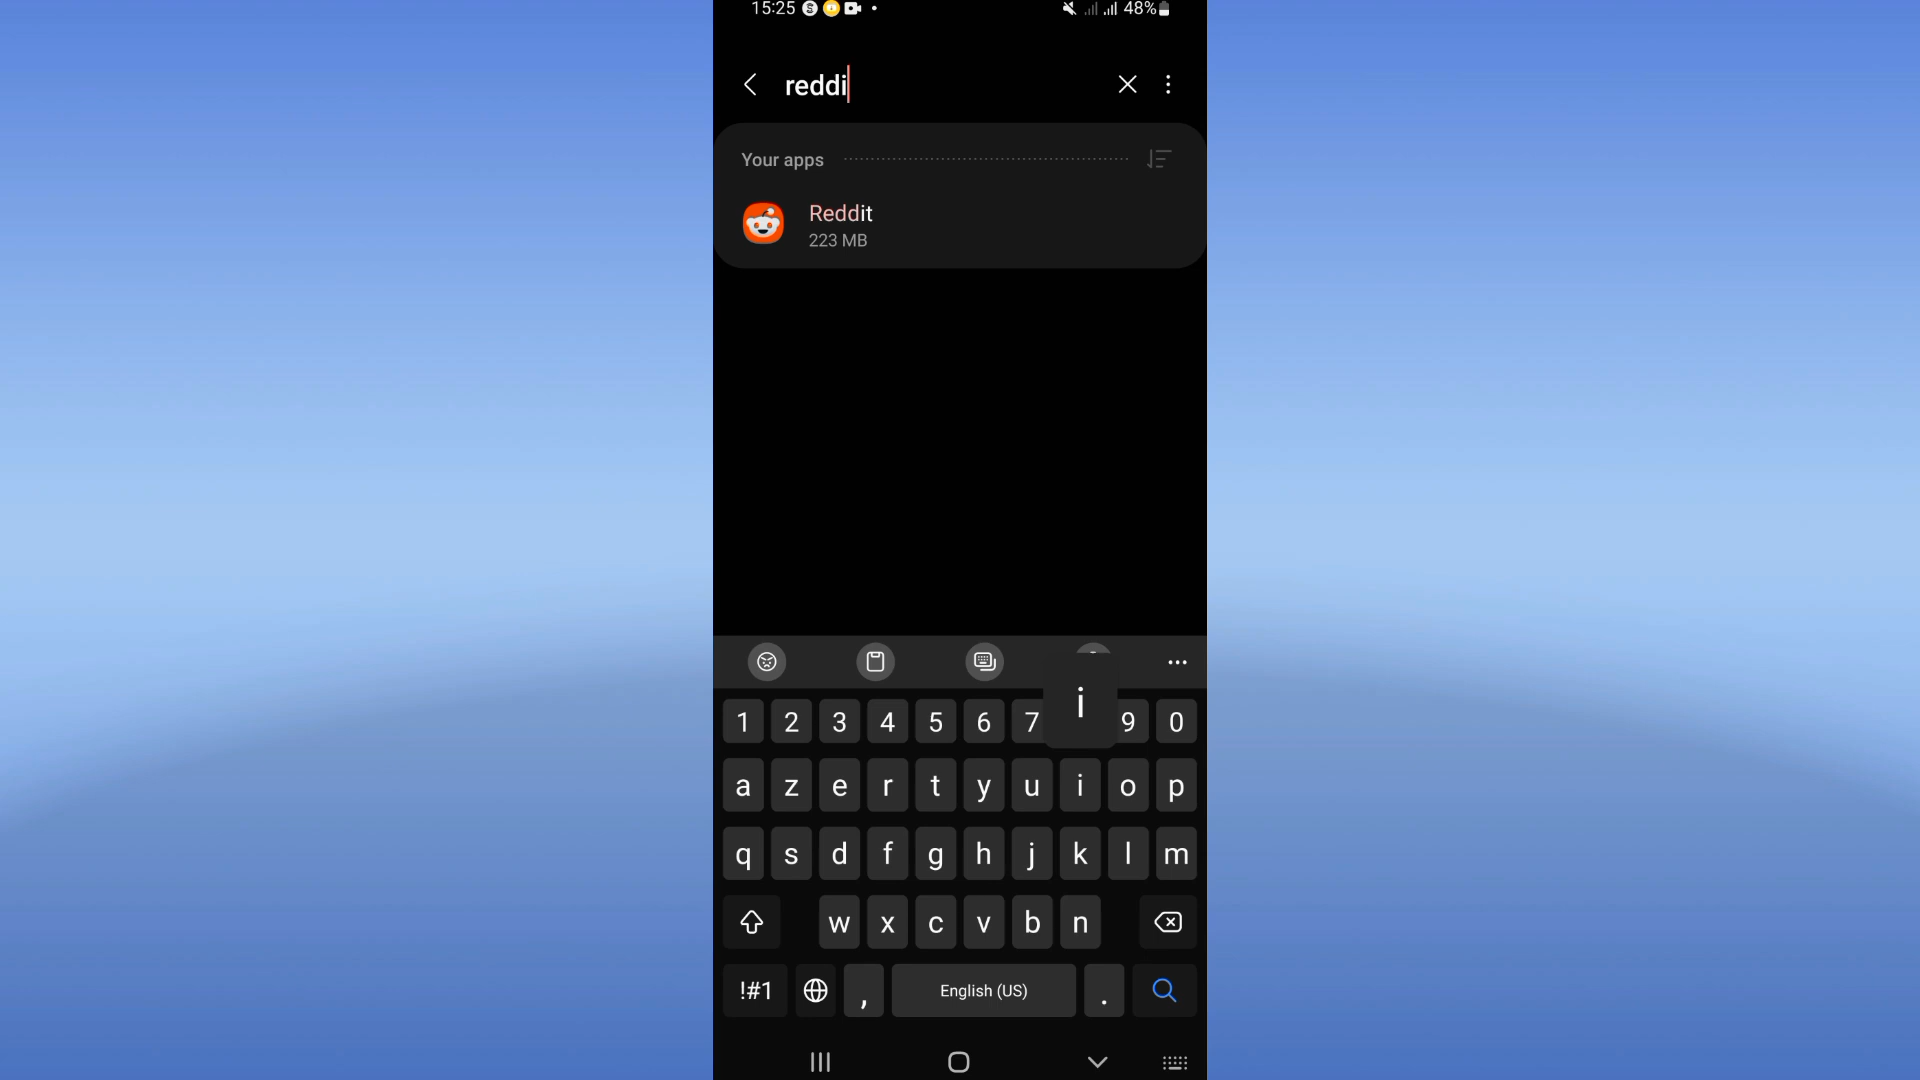 15:25 48%
reddi
Your apps
Reddit
223 MB
i
1 2 3 4 5 6 7 9 0
a z e r t y u i o p
q s d f g h j k l m
w x c v b n
!#1 , English (US) .